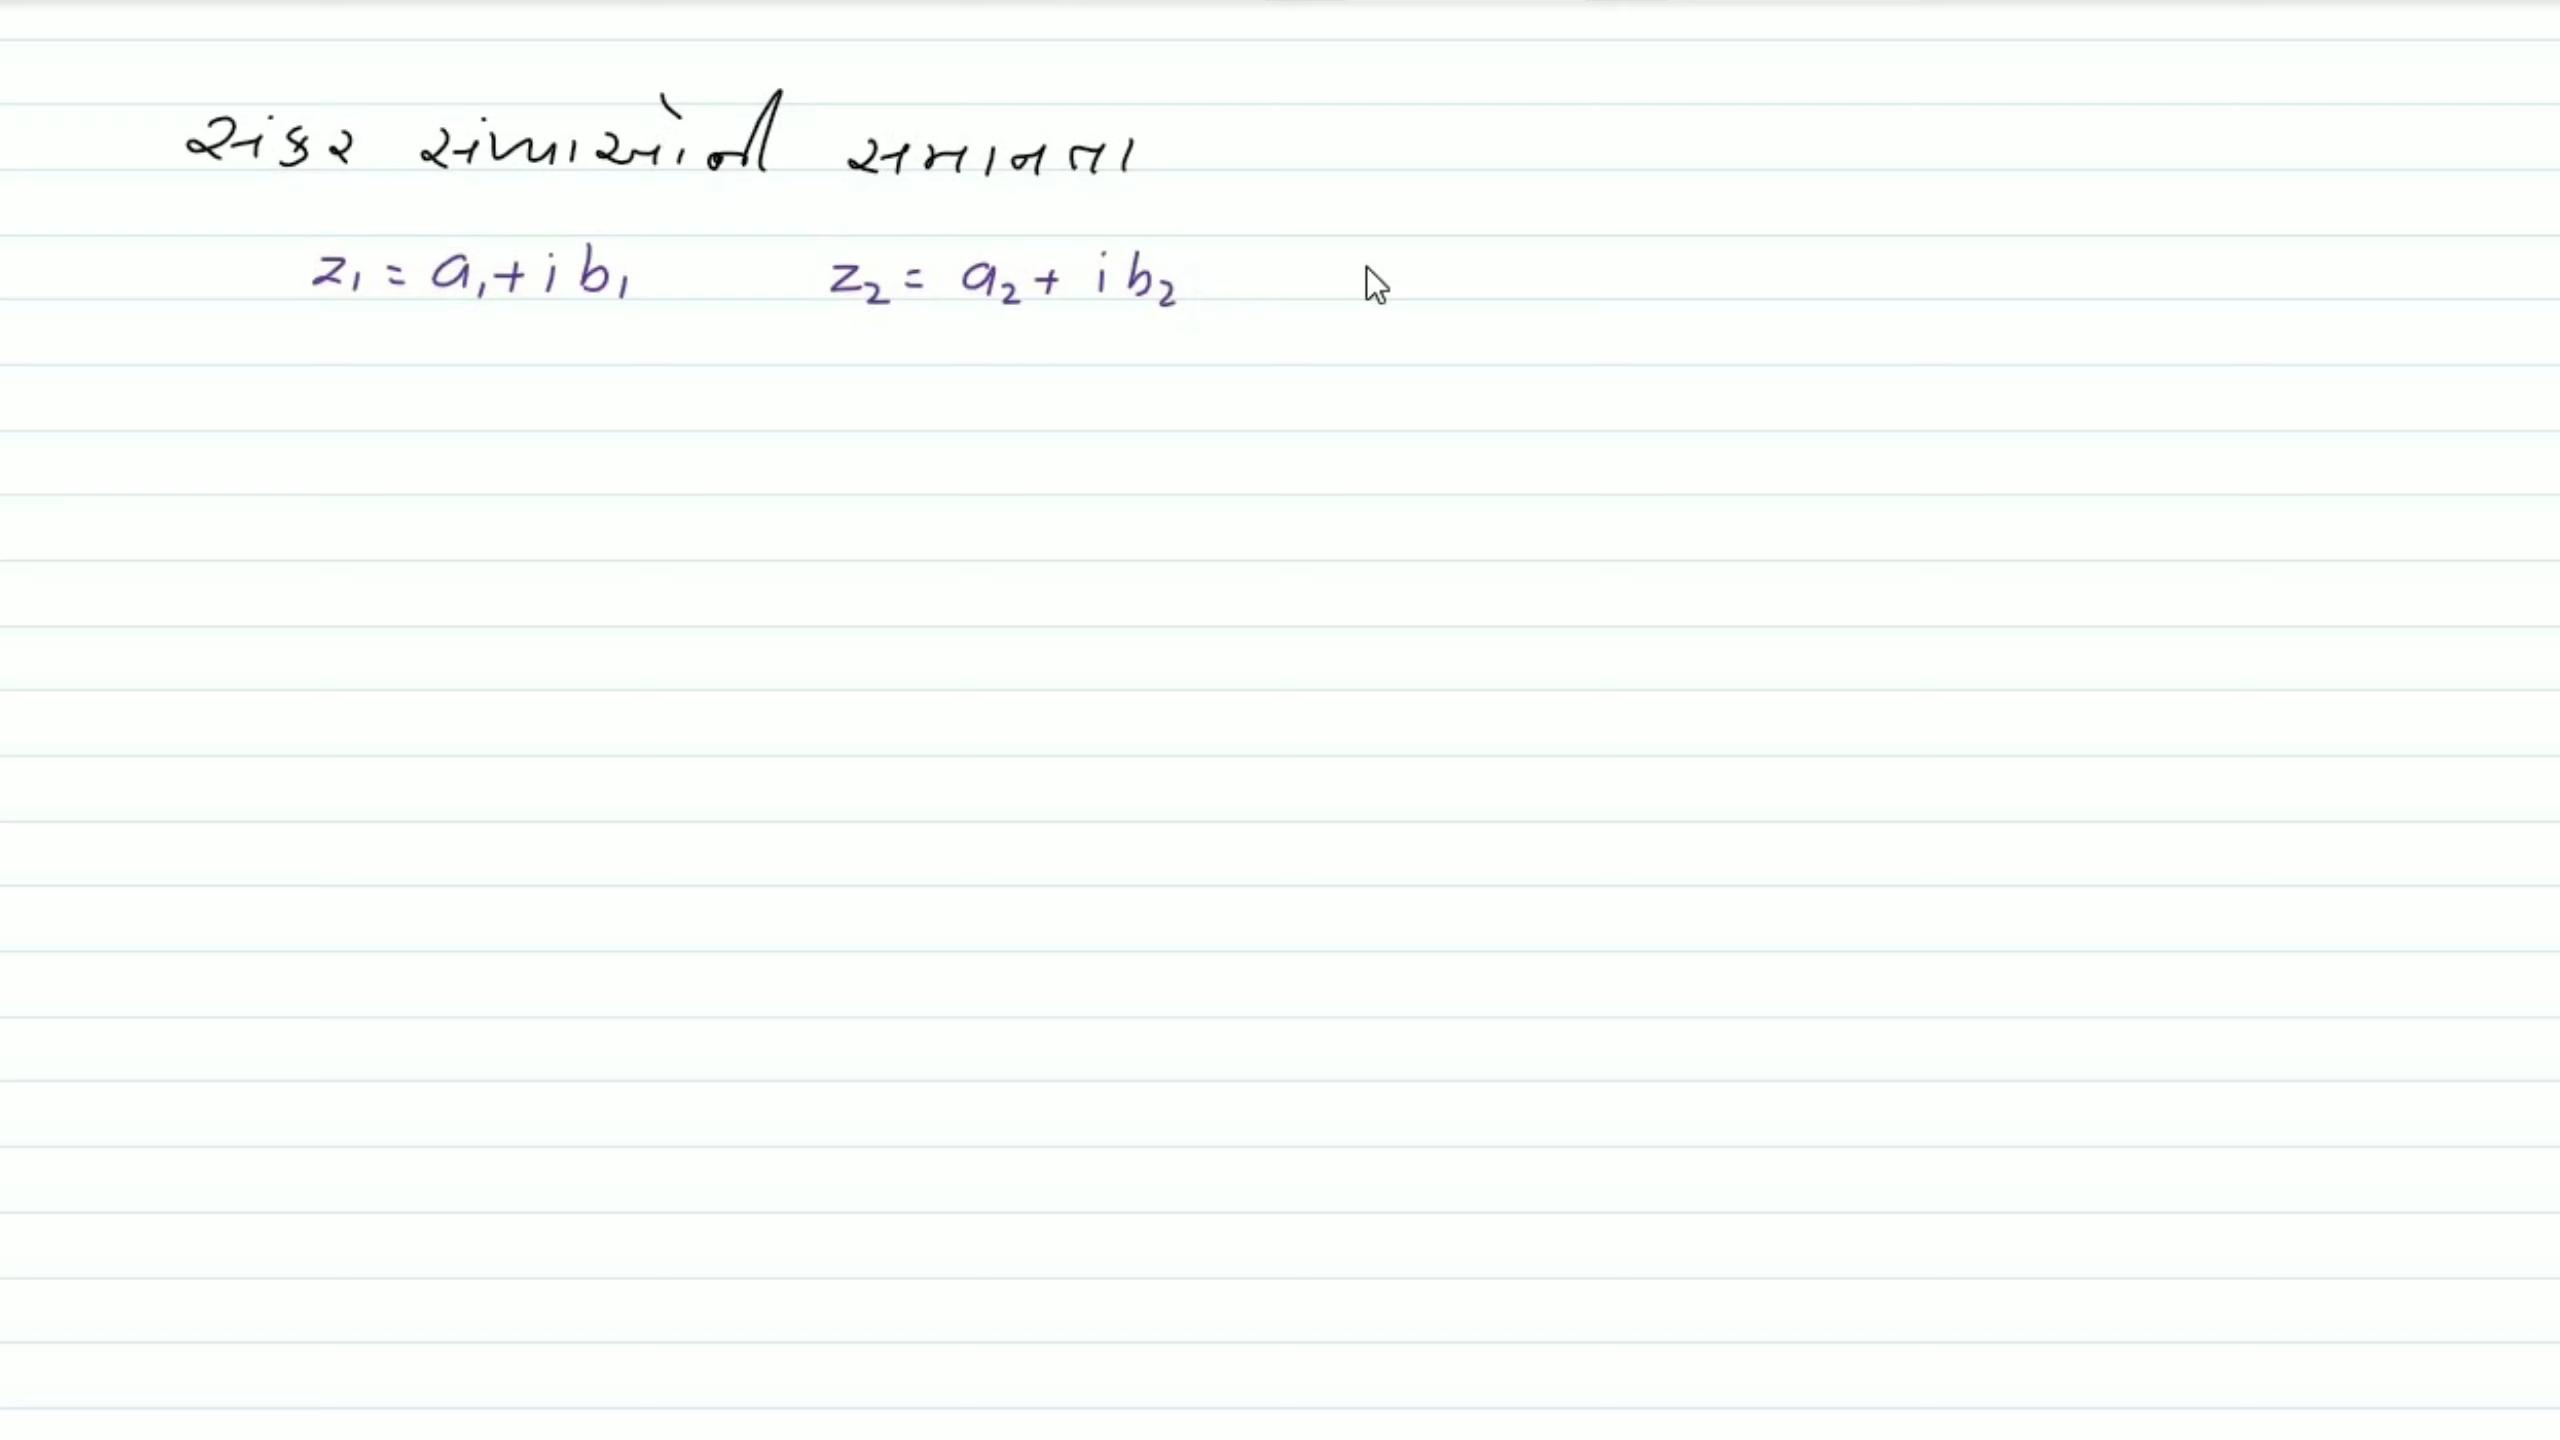 સંકર સંખ્યાઓની સમાનતા
z₁ = a₁ + i b₁ z₂ = a₂ + i b₂